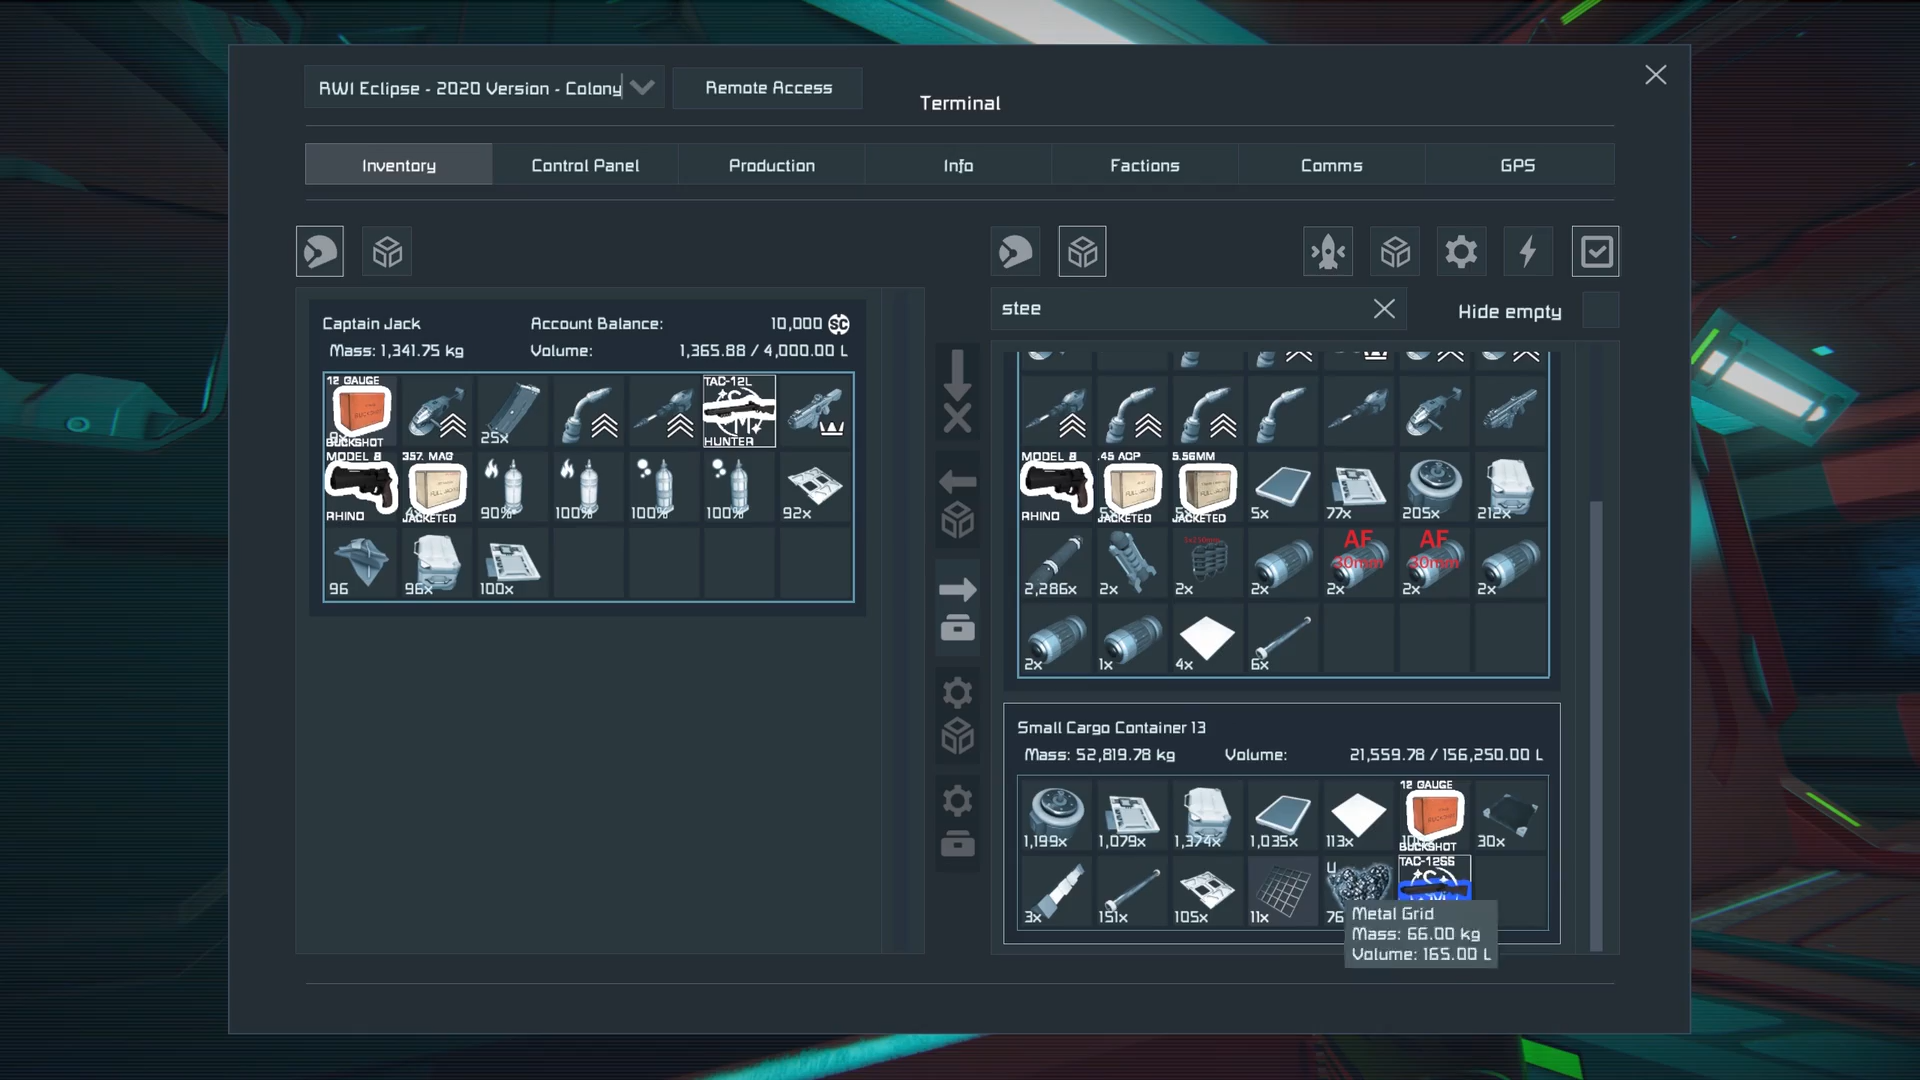 RWI Eclipse - 2020 Version - Colony
Remote Access
Terminal
Inventory
Control Panel
Production
Info
Factions
Comms
GPS
stee
Hide empty
Captain Jack
Account Balance:
10,000 SC
Mass: 1,341.75 kg
Volume:
1,365.88 / 4,000.00 L
12 GAUGE
BUCKSHOT
25x
TAC-12L
HUNTER
MODEL 8
RHINO
357. MAG
JACKETED
90%
100%
100%
100%
92x
96
96x
100x
MODEL 8
RHINO
.45 ACP
JACKETED
5.56MM
JACKETED
5x
77x
205x
212x
2,286x
2x
2x
2x
AF
30mm
2x
AF
30mm
2x
2x
2x
1x
4x
6x
Small Cargo Container 13
Mass: 52,819.78 kg
Volume:
21,559.78 / 156,250.00 L
1,199x
1,079x
1,374x
1,035x
113x
12 GAUGE
BUCKSHOT
30x
3x
151x
105x
11x
U
76
TAC-12SS
Metal Grid
Mass: 66.00 kg
Volume: 165.00 L